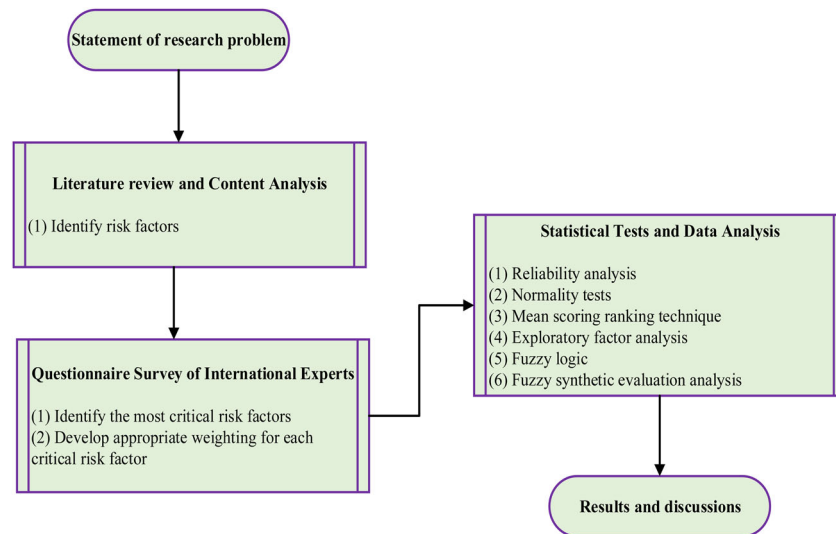 Statement of research problem
Literature review and Content Analysis
(1) Identify risk factors
Questionnaire Survey of International Experts
(1) Identify the most critical risk factors
(2) Develop appropriate weighting for each
critical risk factor
Statistical Tests and Data Analysis
(1) Reliability analysis
(2) Normality tests
(3) Mean scoring ranking technique
(4) Exploratory factor analysis
(5) Fuzzy logic
(6) Fuzzy synthetic evaluation analysis
Results and discussions